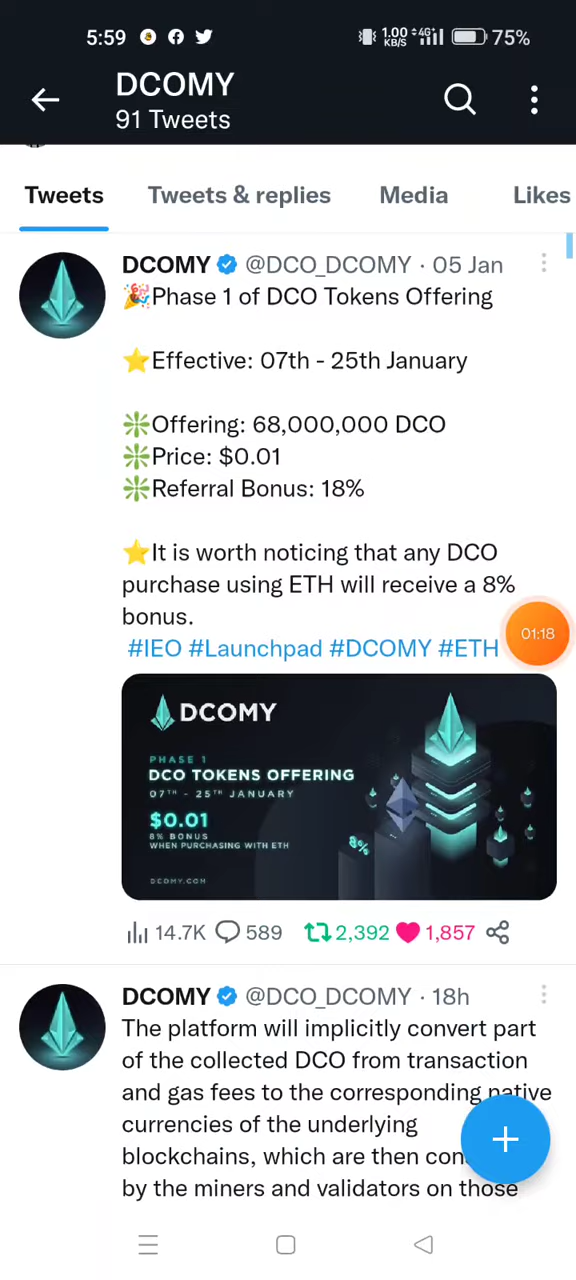 5:59
1.00 KB/S 4G 75%
DCOMY
91 Tweets
Tweets Tweets & replies Media Likes
DCOMY @DCO_DCOMY · 05 Jan
🎉Phase 1 of DCO Tokens Offering
⭐Effective: 07th - 25th January
❇️Offering: 68,000,000 DCO
❇️Price: $0.01
❇️Referral Bonus: 18%
⭐It is worth noticing that any DCO
purchase using ETH will receive a 8%
bonus.
01:18
#IEO #Launchpad #DCOMY #ETH
DCOMY
PHASE 1
DCO TOKENS OFFERING
07TH - 25TH JANUARY
$0.01
8% BONUS
WHEN PURCHASING WITH ETH
8%
DCOMY.COM
14.7K 589 2,392 1,857
DCOMY @DCO_DCOMY · 18h
The platform will implicitly convert part
of the collected DCO from transaction
and gas fees to the corresponding native
currencies of the underlying
blockchains, which are then con
by the miners and validators on those